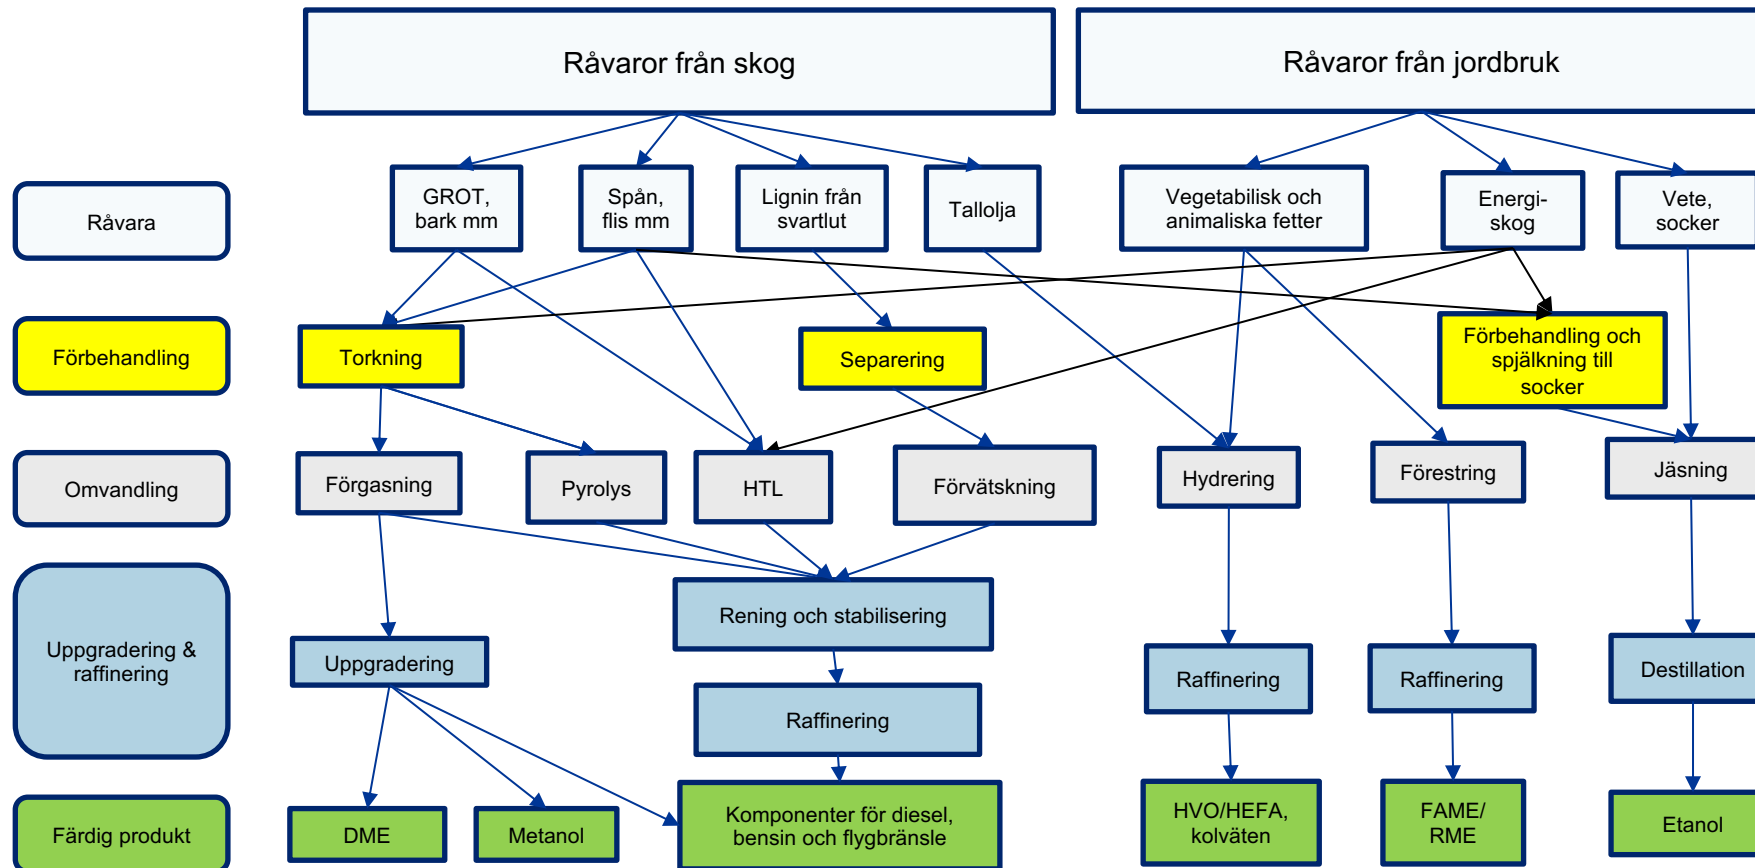 Råvaror från skog
Råvaror från jordbruk
Råvara
GROT,
bark mm
Spån,
flis mm
Lignin från
svartlut
Tallolja
Vegetabilisk och
animaliska fetter
Energi-
skog
Vete,
socker
Förbehandling
Torkning
Separering
Förbehandling och
spjälkning till
socker
Omvandling
Förgasning
Pyrolys
HTL
Förvätskning
Hydrering
Förestring
Jäsning
Uppgradering &
raffinering
Uppgradering
Rening och stabilisering
Raffinering
Raffinering
Raffinering
Destillation
Färdig produkt
DME
Metanol
Komponenter för diesel,
bensin och flygbränsle
HVO/HEFA,
kolväten
FAME/
RME
Etanol